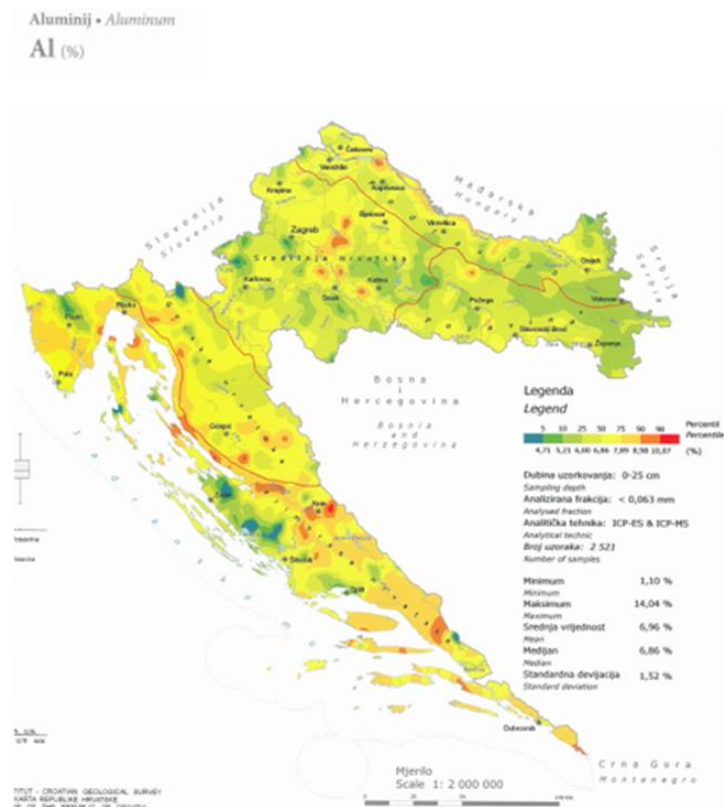 Aluminij • Aluminum
Al (%)
Mađarska
Hungary
Slovenija
Slovenia
Čakovec
Varaždin
Krapina
Koprivnica
Bjelovar
Virovitica
Zagreb
Središnja Hrvatska
Srbija
Serbia
Osijek
Vukovar
Karlovac
Sisak
Kutina
Požega
Slavonski Brod
Županja
Rijeka
Pazin
Pula
Bosna
i
Hercegovina
Bosnia
and
Herzegovina
Gospić
Zadar
Knin
Šibenik
Split
Dubrovnik
Crna Gora
Montenegro
Legenda
Legend
5 10 25 50 75 90 98 Percentil
Percentile
4,71 5,21 6,00 6,86 7,89 8,98 10,87 (%)
Dubina uzorkovanja: 0-25 cm
Sampling depth
Analizirana frakcija: < 0,063 mm
Analysed fraction
Analitička tehnika: ICP-ES & ICP-MS
Analytical technic
Broj uzoraka: 2 521
Number of samples
Minimum 1,10 %
Minimum
Maksimum 14,04 %
Maximum
Srednja vrijednost 6,96 %
Mean
Medijan 6,86 %
Median
Standardna devijacija 1,52 %
Standard deviation
Mjerilo
Scale 1: 2 000 000
TITUT - CROATIAN GEOLOGICAL SURVEY
KARTA REPUBLIKE HRVATSKE